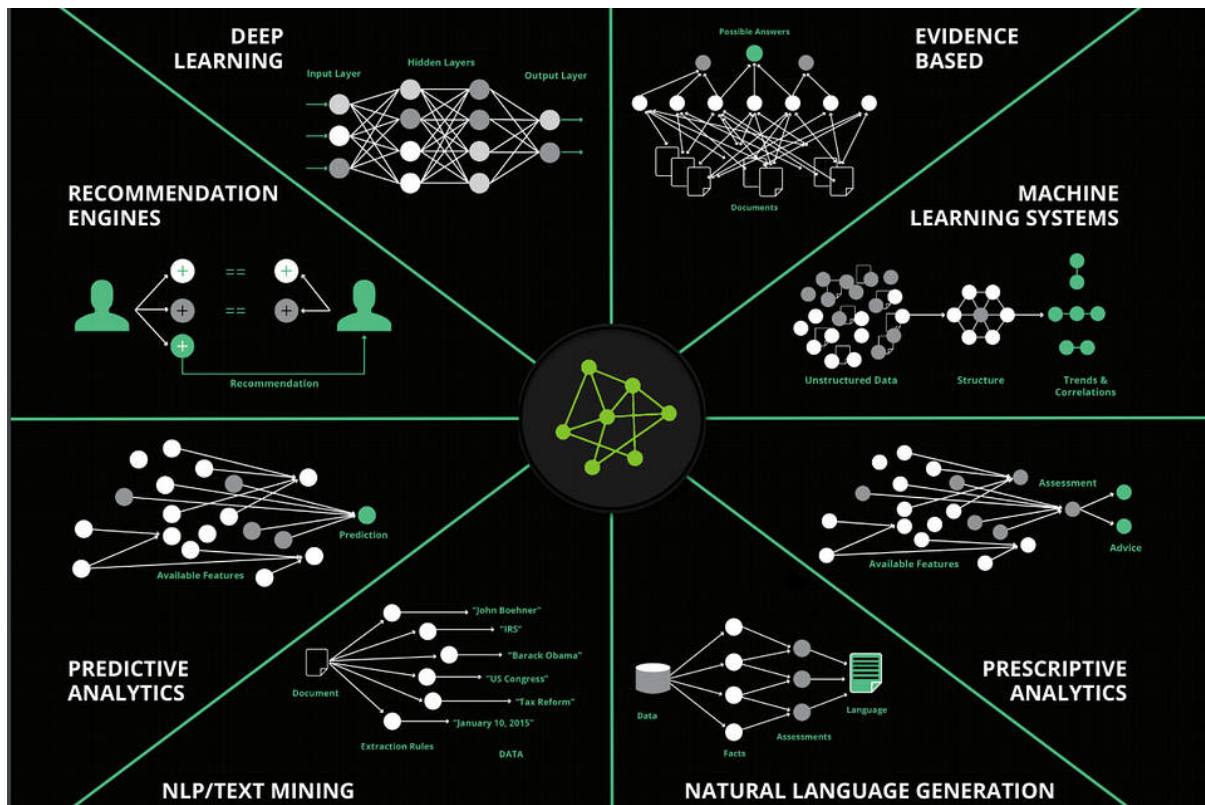 DEEP
LEARNING
Input Layer
Hidden Layers
Output Layer
EVIDENCE
BASED
Possible Answers
Documents
RECOMMENDATION
ENGINES
==
==
Recommendation
MACHINE
LEARNING SYSTEMS
Unstructured Data
Structure
Trends &
Correlations
PREDICTIVE
ANALYTICS
Available Features
Prediction
PRESCRIPTIVE
ANALYTICS
Available Features
Assessment
Advice
NLP/TEXT MINING
Document
Extraction Rules
"John Boehner"
"IRS"
"Barack Obama"
"US Congress"
"Tax Reform"
"January 10, 2015"
DATA
NATURAL LANGUAGE GENERATION
Data
Facts
Assessments
Language